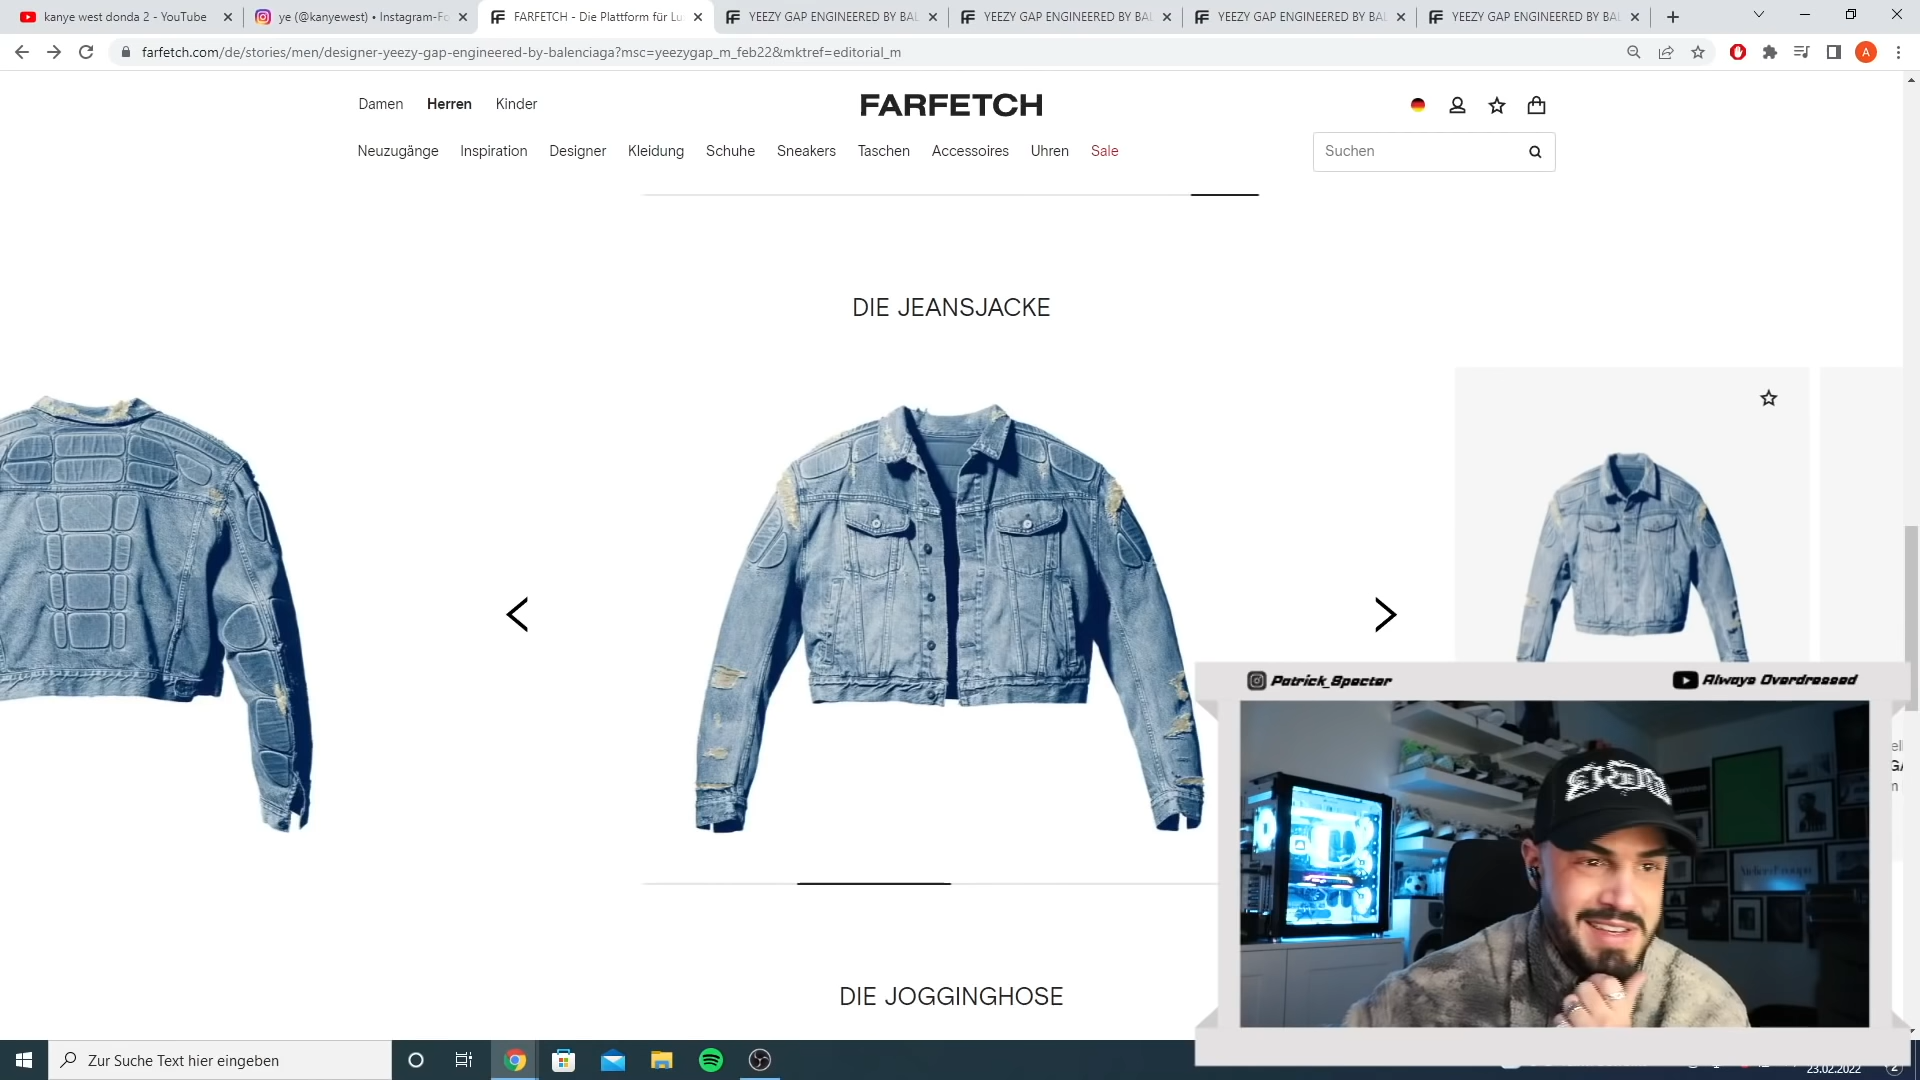 kanye west donda 2 - YouTube
ye (@kanyewest) • Instagram-Fo
FARFETCH - Die Plattform für Lu
YEEZY GAP ENGINEERED BY BAL
YEEZY GAP ENGINEERED BY BAL
YEEZY GAP ENGINEERED BY BAL
YEEZY GAP ENGINEERED BY BAL
farfetch.com/de/stories/men/designer-yeezy-gap-engineered-by-balenciaga?msc=yeezygap_m_feb22&mktref=editorial_m
A
Damen Herren Kinder
FARFETCH
Neuzugänge Inspiration Designer Kleidung Schuhe Sneakers Taschen Accessoires Uhren Sale
Suchen
DIE JEANSJACKE
Patrick_Specter
Always Overdressed
DIE JOGGINGHOSE
Zur Suche Text hier eingeben
23.02.2022
2